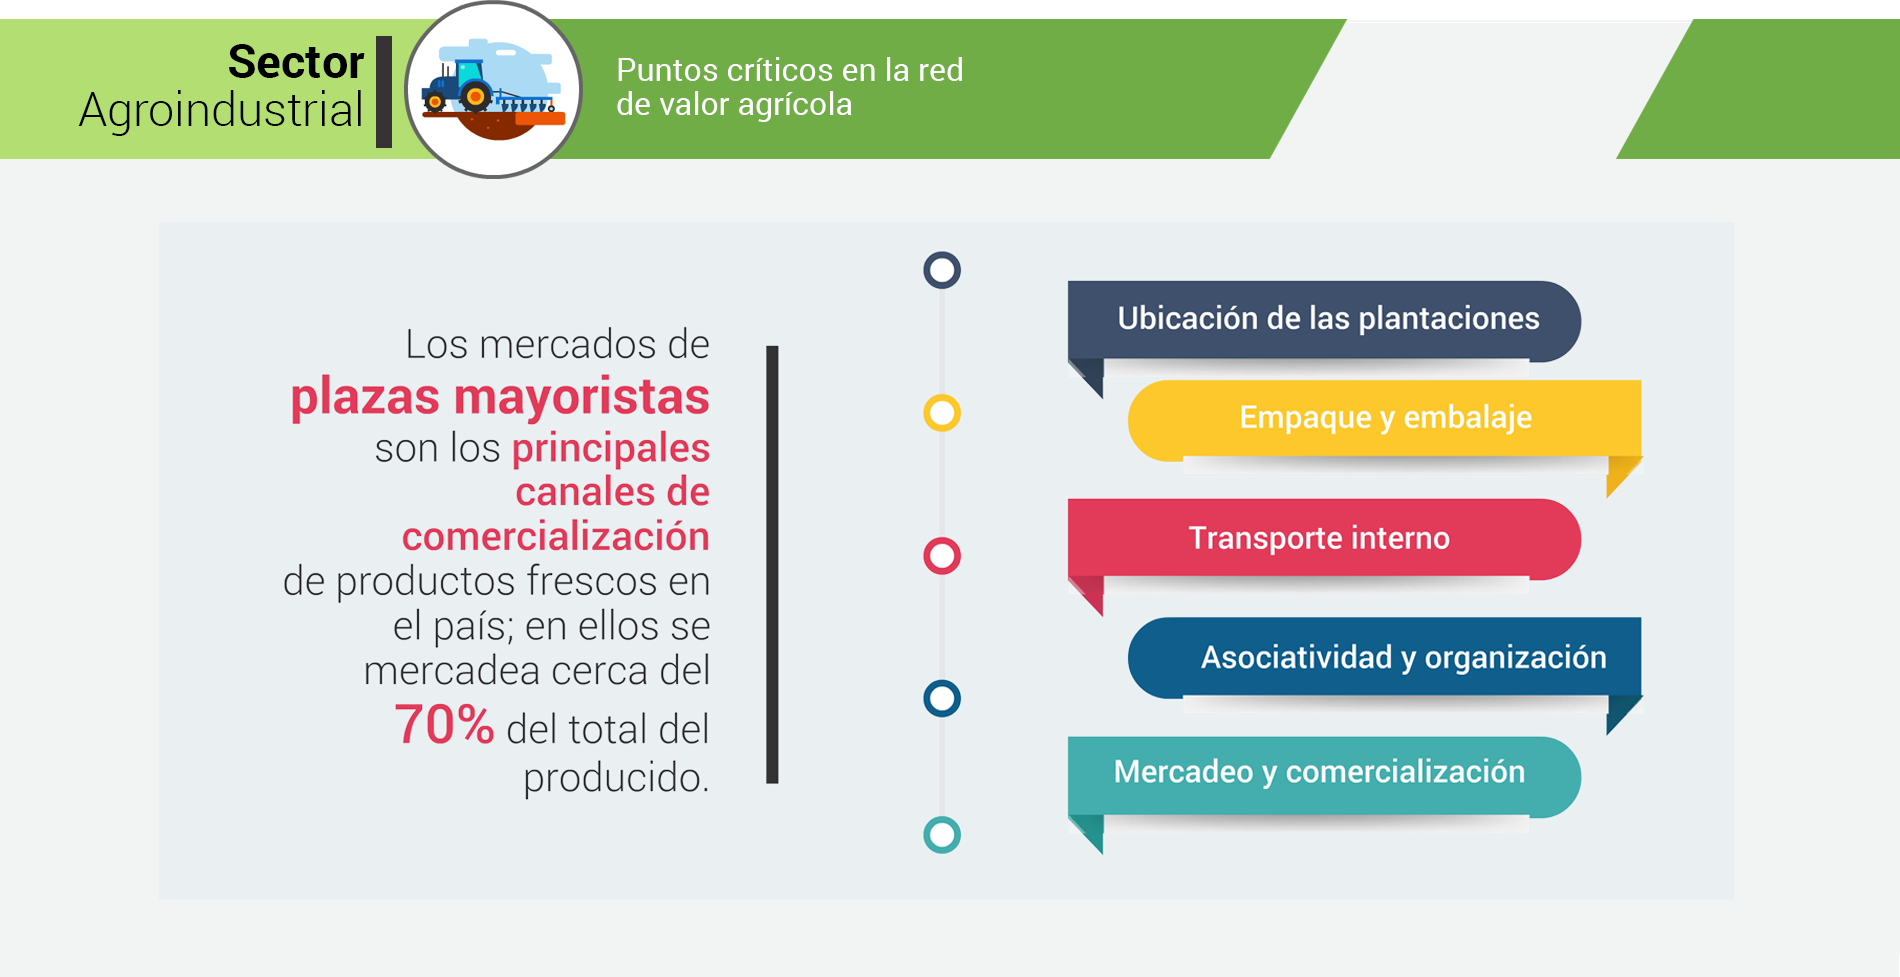 Sector
Agroindustrial
Puntos críticos en la red
de valor agrícola
Los mercados de
plazas mayoristas
son los principales
canales de
comercialización
de productos frescos en
el país; en ellos se
mercadea cerca del
70% del total del
producido.
Ubicación de las plantaciones
Empaque y embalaje
Transporte interno
Asociatividad y organización
Mercadeo y comercialización